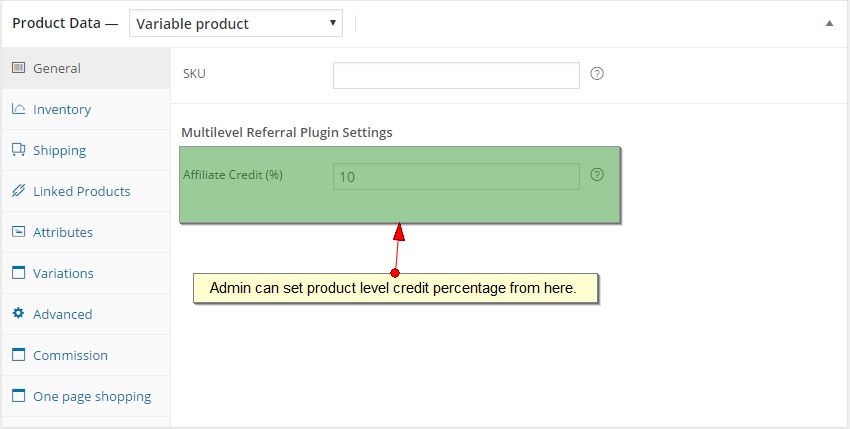 Product Data — Variable product
General
Inventory
Shipping
Linked Products
Attributes
Variations
Advanced
Commission
One page shopping
SKU
Multilevel Referral Plugin Settings
Affiliate Credit (%) 10
Admin can set product level credit percentage from here.